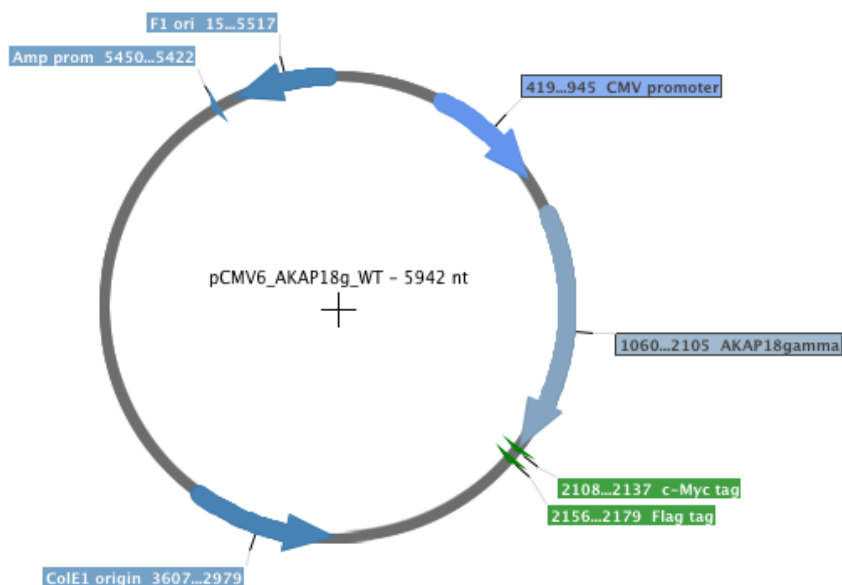 F1 ori 15...5517
Amp prom 5450...5422
419...945 CMV promoter
pCMV6_AKAP18g_WT - 5942 nt
1060...2105 AKAP18gamma
2108...2137 c-Myc tag
2156...2179 Flag tag
ColE1 origin 3607...2979